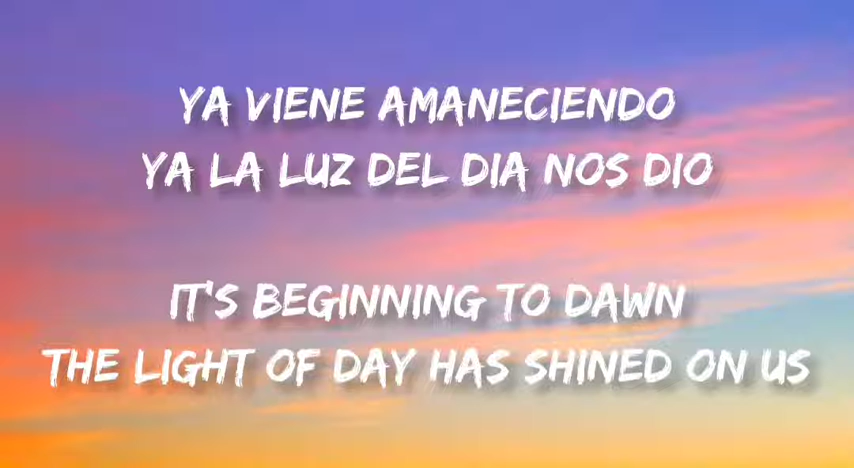 YA VIENE AMANECIENDO
YA LA LUZ DEL DIA NOS DIO
IT'S BEGINNING TO DAWN
THE LIGHT OF DAY HAS SHINED ON US